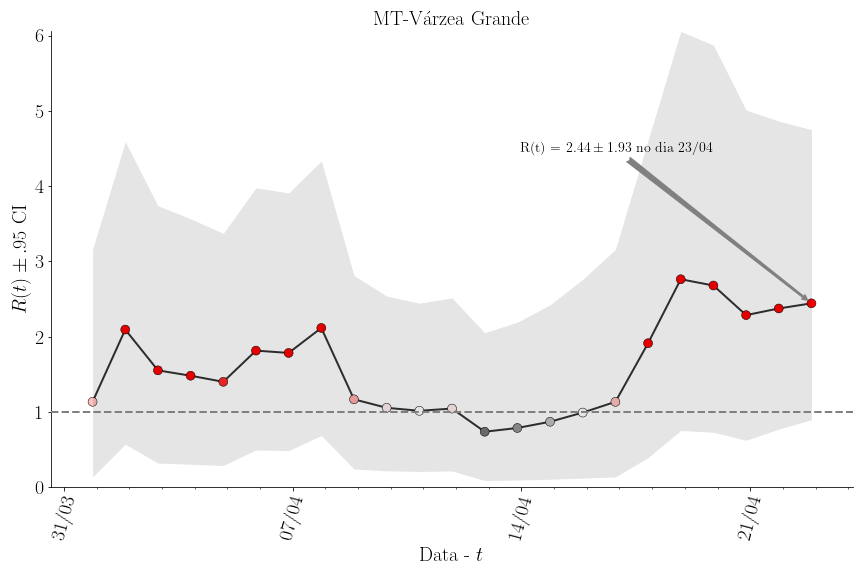 MT-Várzea Grande
R(t) ± .95 CI
6
5
4
3
2
1
0
R(t) = 2.44 ± 1.93 no dia 23/04
31/03
07/04
14/04
21/04
Data - t